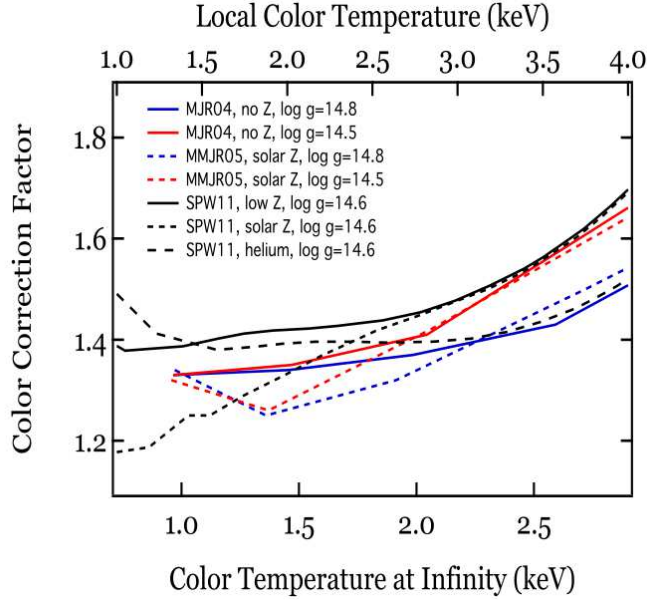 Local Color Temperature (keV)
1.0 1.5 2.0 2.5 3.0 3.5 4.0
MJR04, no Z, log g=14.8
MJR04, no Z, log g=14.5
MMJR05, solar Z, log g=14.8
MMJR05, solar Z, log g=14.5
SPW11, low Z, log g=14.6
SPW11, solar Z, log g=14.6
SPW11, helium, log g=14.6
Color Correction Factor
1.8
1.6
1.4
1.2
1.0 1.5 2.0 2.5
Color Temperature at Infinity (keV)